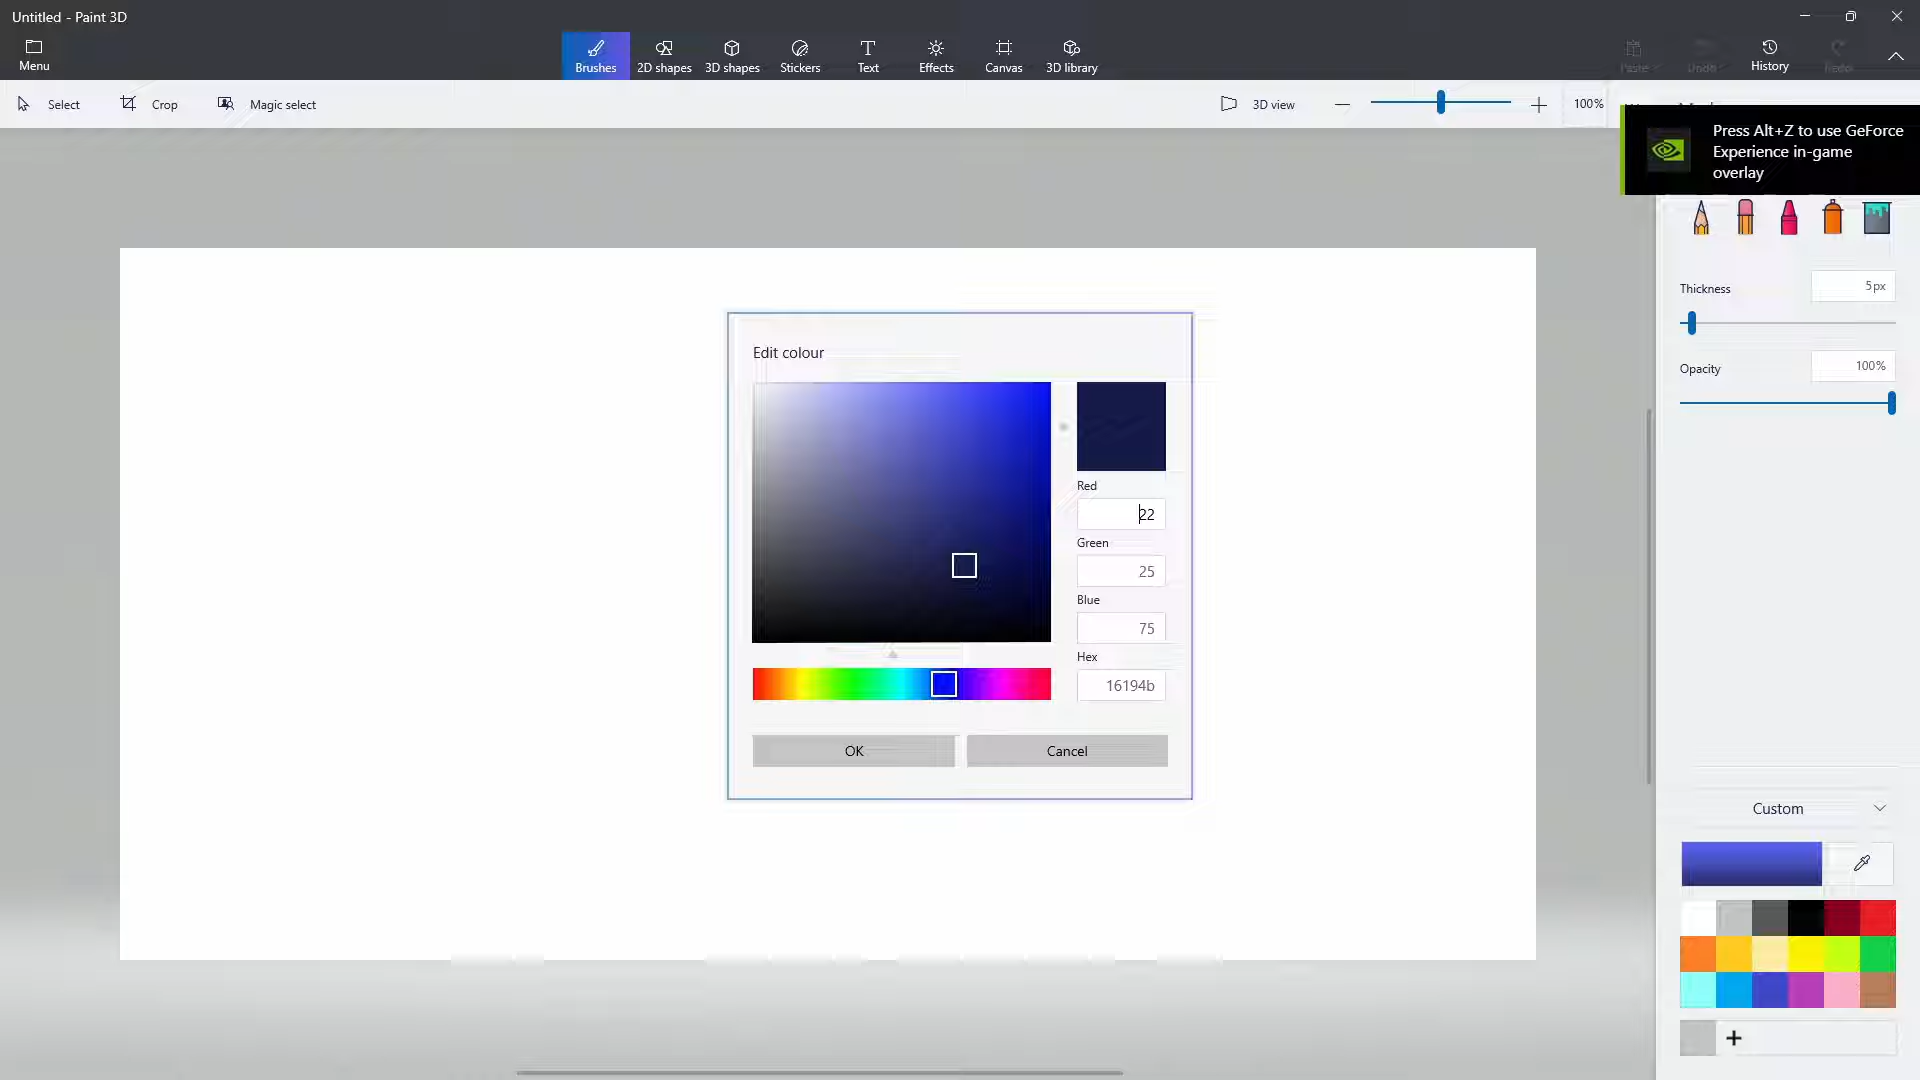 Untitled - Paint 3D
Menu
Brushes
2D shapes
3D shapes
Stickers
Text
Effects
Canvas
3D library
Paste
Undo
History
Redo
Select
Crop
Magic select
3D view
100%
Press Alt+Z to use GeForce
Experience in-game
overlay
Thickness
5px
Opacity
100%
Edit colour
Red
22
Green
25
Blue
75
Hex
16194b
OK
Cancel
Custom